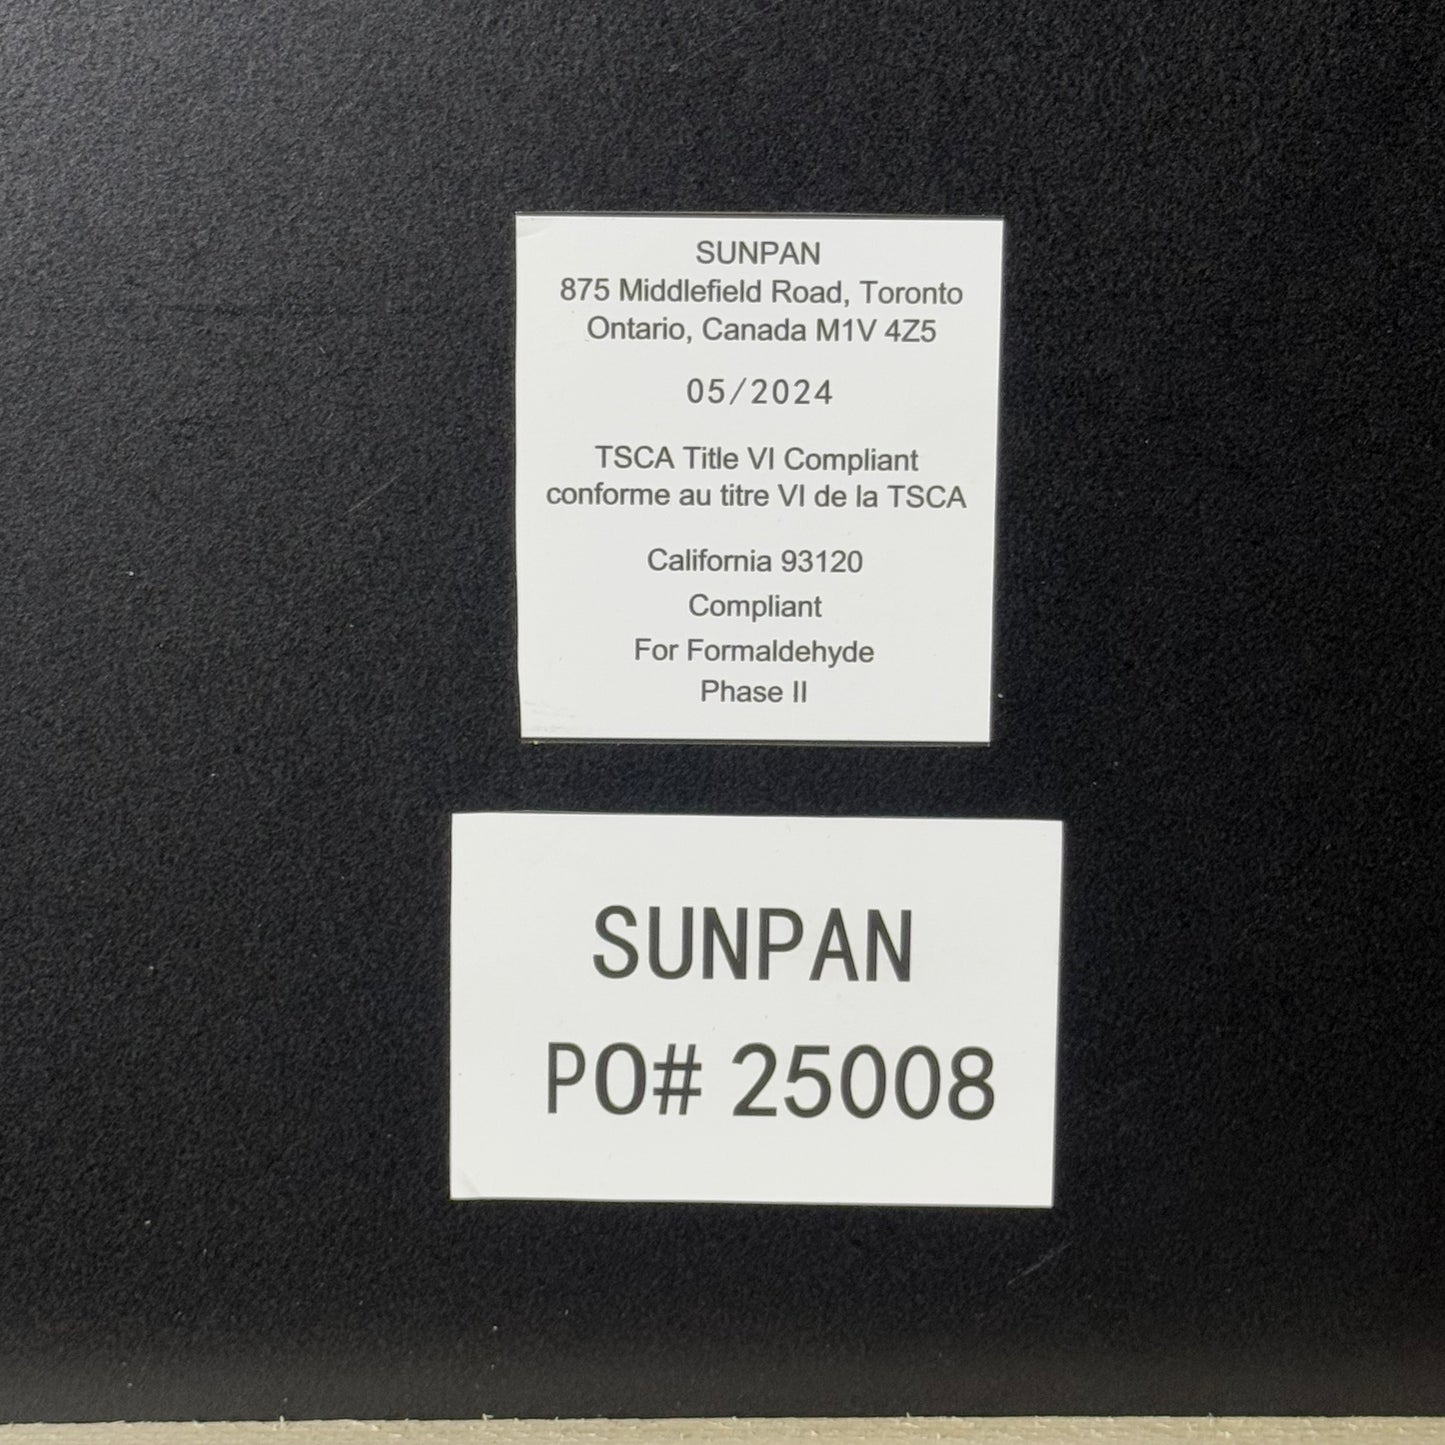 SUNPAN
875 Middlefield Road, Toronto
Ontario, Canada M1V 4Z5
05/2024
TSCA Title VI Compliant
conforme au titre VI de la TSCA
California 93120
Compliant
For Formaldehyde
Phase II
SUNPAN
PO# 25008